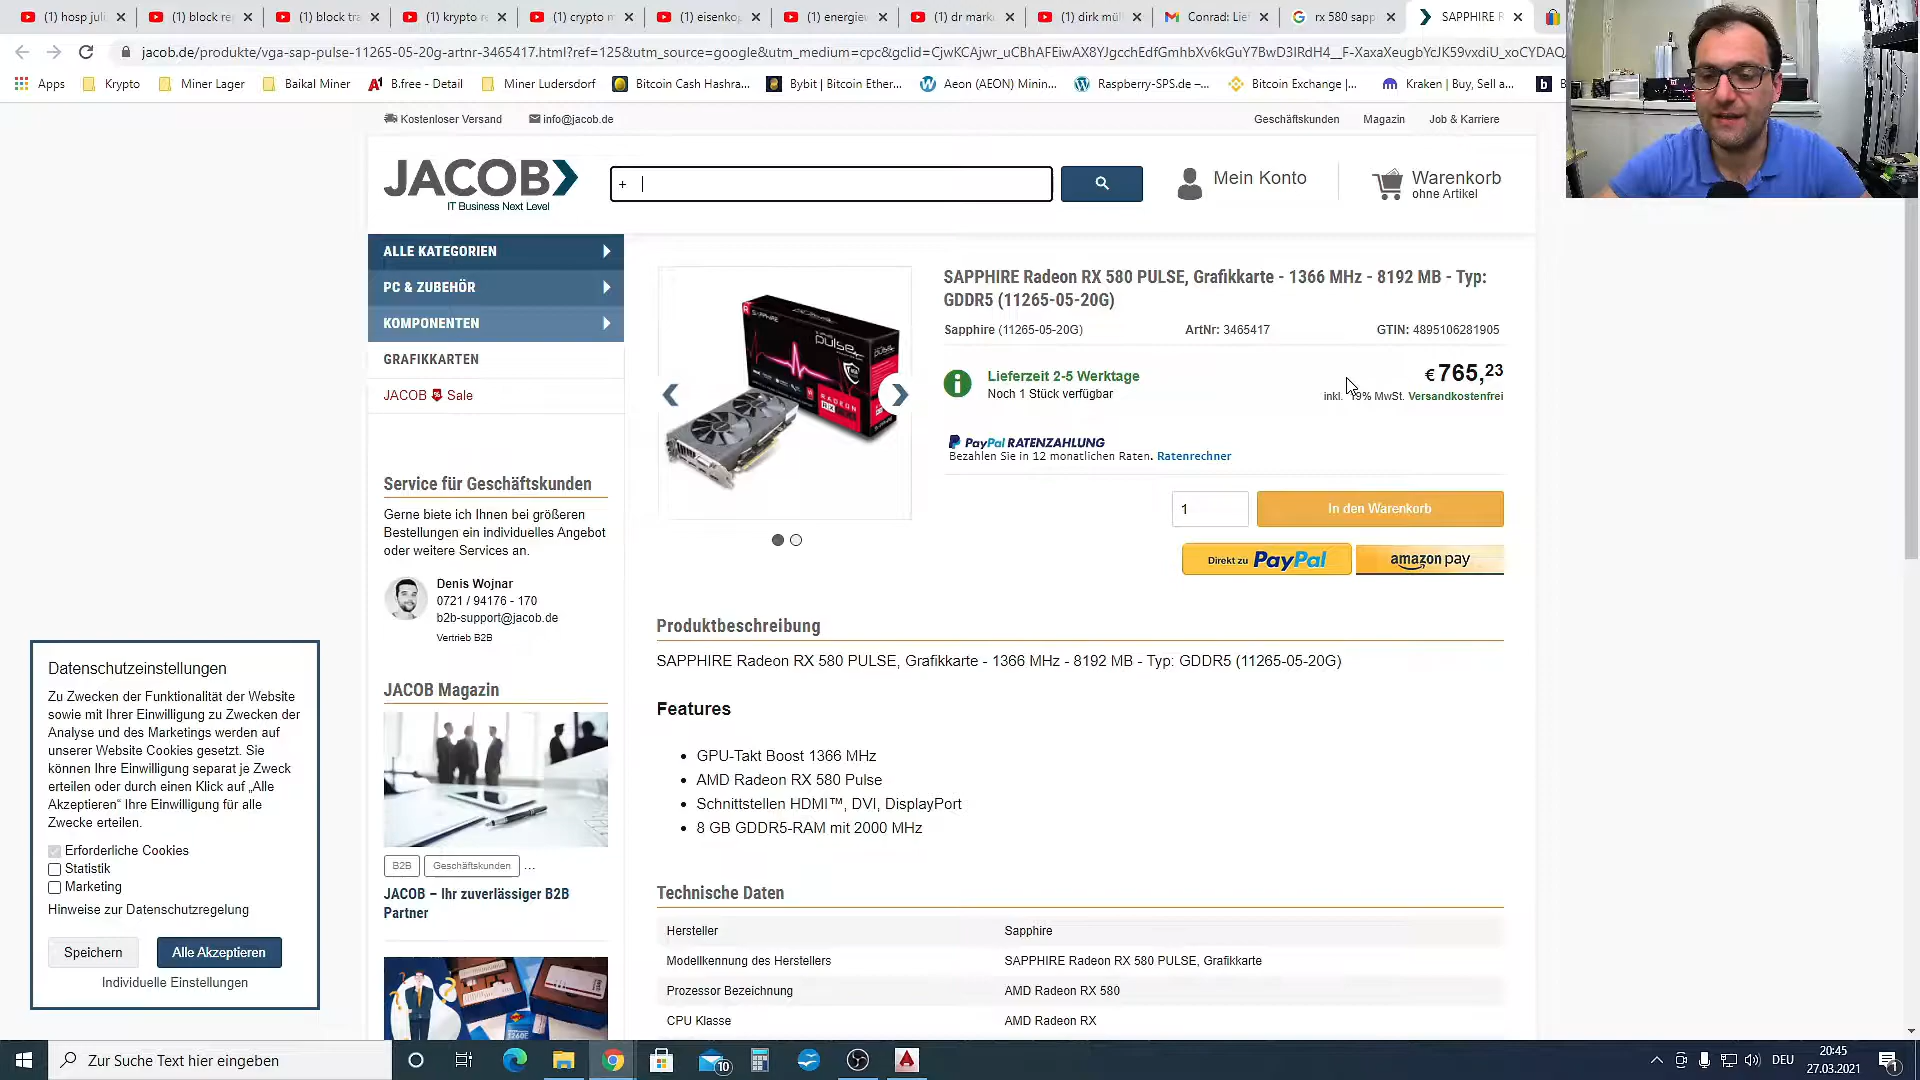 (1) hosp juli
(1) block re
(1) block tra
(1) krypto
(1) crypto m
(1) eisenko
(1) energiew
(1) dr mark
(1) dirk mül
Conrad: Lie
rx 580 sapp
SAPPHIRE R
jacob.de/produkte/vga-sap-pulse-11265-05-20g-artnr-3465417.html?ref=125&utm_source=google&utm_medium=cpc&gclid=
Apps
Krypto
Miner Lager
Baikal Miner
B.free - Detail
Miner Ludersdorf
Bitcoin Cash Hashra...
Bybit | Bitcoin Ether...
Aeon (AEON) Minin...
Raspberry-SPS.de –...
Bitcoin Exchange |...
Kraken | Buy, Sell a...
Kostenloser Versand
info@jacob.de
Geschäftskunden
Magazin
Job & Karriere
JACOB
IT Business Next Level
+
Mein Konto
Warenkorb
ohne Artikel
ALLE KATEGORIEN
PC & ZUBEHÖR
KOMPONENTEN
GRAFIKKARTEN
JACOB Sale
SAPPHIRE Radeon RX 580 PULSE, Grafikkarte - 1366 MHz - 8192 MB - Typ:
GDDR5 (11265-05-20G)
Sapphire (11265-05-20G)
ArtNr: 3465417
GTIN: 4895106281905
Lieferzeit 2-5 Werktage
Noch 1 Stück verfügbar
€765,23
inkl. 19% MwSt. Versandkostenfrei
PayPal RATENZAHLUNG
Bezahlen Sie in 12 monatlichen Raten. Ratenrechner
1
In den Warenkorb
Direkt zu PayPal
amazon pay
Service für Geschäftskunden
Gerne biete ich Ihnen bei größeren
Bestellungen ein individuelles Angebot
oder weitere Services an.
Denis Wojnar
0721 / 94176 - 170
b2b-support@jacob.de
Vertrieb B2B
JACOB Magazin
B2B
Geschäftskunden
...
JACOB – Ihr zuverlässiger B2B
Partner
Produktbeschreibung
SAPPHIRE Radeon RX 580 PULSE, Grafikkarte - 1366 MHz - 8192 MB - Typ: GDDR5 (11265-05-20G)
Features
GPU-Takt Boost 1366 MHz
AMD Radeon RX 580 Pulse
Schnittstellen HDMI™, DVI, DisplayPort
8 GB GDDR5-RAM mit 2000 MHz
Technische Daten
Hersteller
Sapphire
Modellkennung des Herstellers
SAPPHIRE Radeon RX 580 PULSE, Grafikkarte
Prozessor Bezeichnung
AMD Radeon RX 580
CPU Klasse
AMD Radeon RX
Datenschutzeinstellungen
Zu Zwecken der Funktionalität der Website
sowie mit Ihrer Einwilligung zu Zwecken der
Analyse und des Marketings werden auf
unserer Website Cookies gesetzt. Sie
können Ihre Einwilligung separat je Zweck
erteilen oder durch einen Klick auf „Alle
Akzeptieren“ Ihre Einwilligung für alle
Zwecke erteilen.
Erforderliche Cookies
Statistik
Marketing
Hinweise zur Datenschutzregelung
Speichern
Alle Akzeptieren
Individuelle Einstellungen
Zur Suche Text hier eingeben
10
DEU
20:45
27.03.2021
1